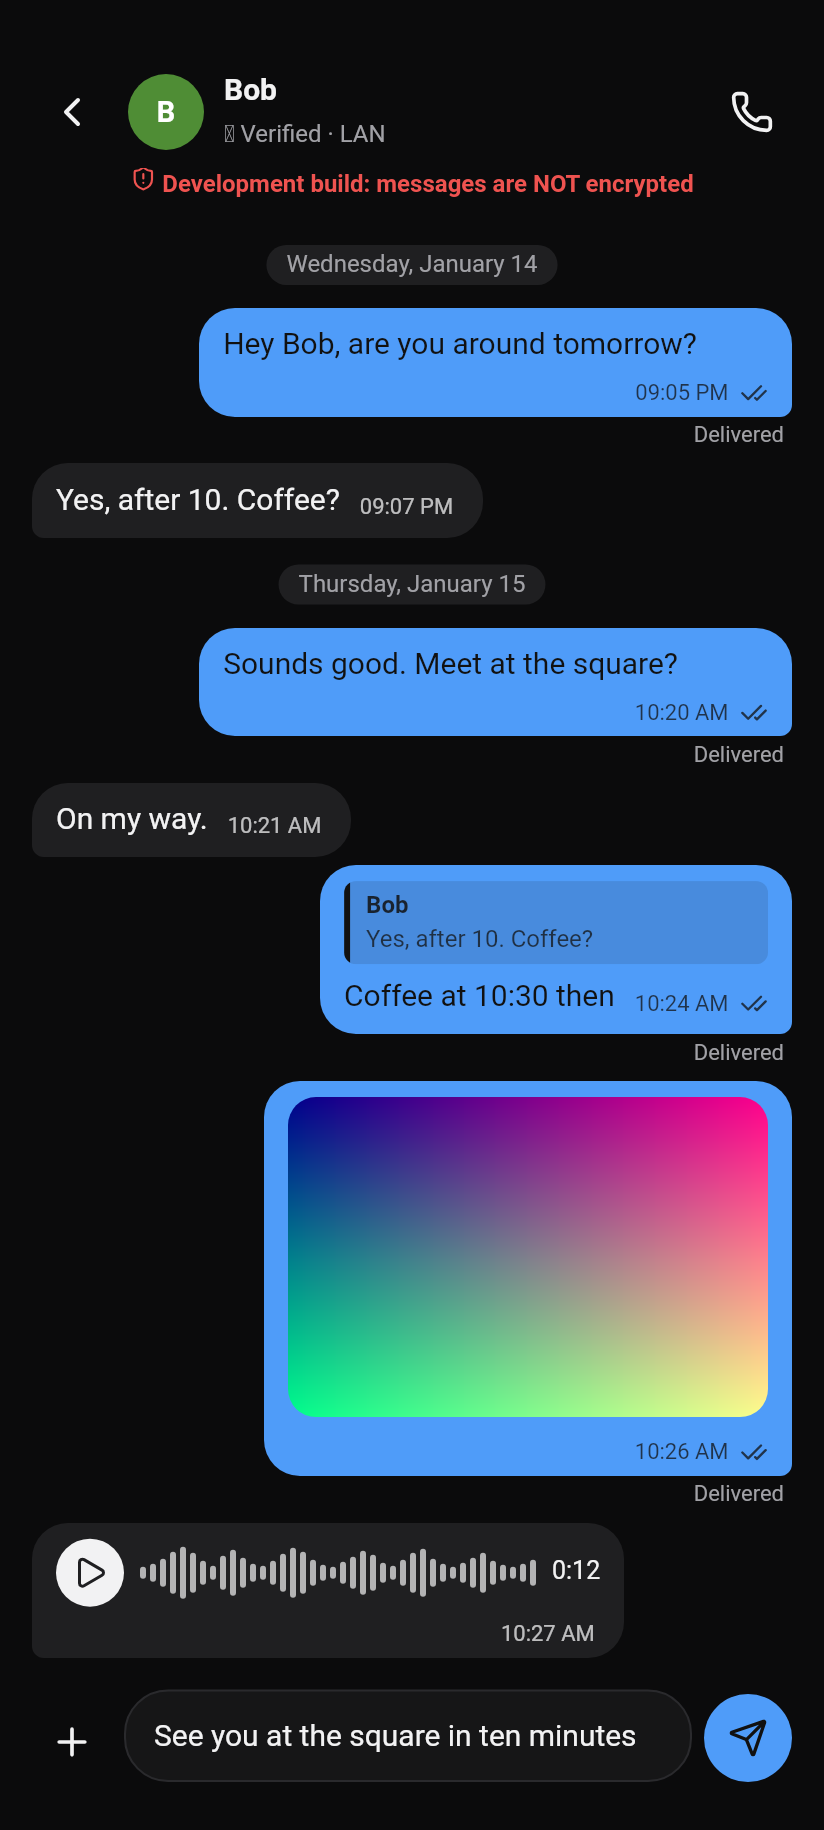 B
Bob
Verified · LAN
Development build: messages are NOT encrypted
Wednesday, January 14
Hey Bob, are you around tomorrow?
09:05 PM
Delivered
Yes, after 10. Coffee? 09:07 PM
Thursday, January 15
Sounds good. Meet at the square?
10:20 AM
Delivered
On my way. 10:21 AM
Bob
Yes, after 10. Coffee?
Coffee at 10:30 then 10:24 AM
Delivered
10:26 AM
Delivered
0:12
10:27 AM
See you at the square in ten minutes